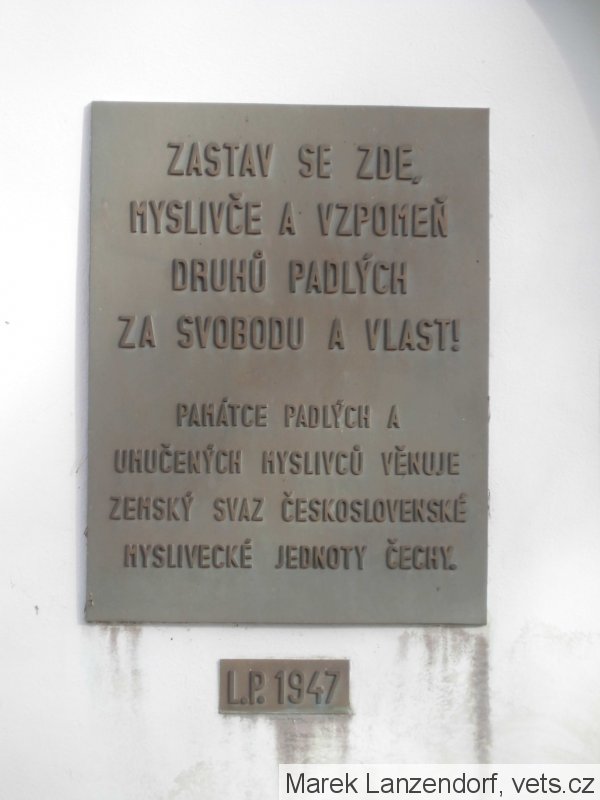 ZASTAV SE ZDE,
MYSLIVČE A VZPOMEŇ
DRUHŮ PADLÝCH
ZA SVOBODU A VLAST!
PAMÁTCE PADLÝCH A
UMUČENÝCH MYSLIVCŮ VĚNUJE
ZEMSKÝ SVAZ ČESKOSLOVENSKÉ
MYSLIVECKÉ JEDNOTY ČECHY.
L.P. 1947
Marek Lanzendorf, vets.cz